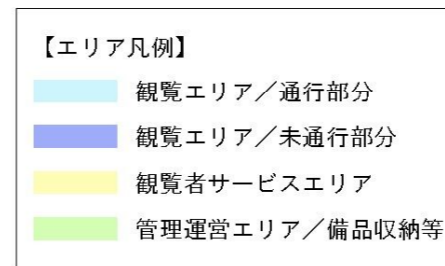 【エリア凡例】
観覧エリア／通行部分
観覧エリア／未通行部分
観覧者サービスエリア
管理運営エリア／備品収納等